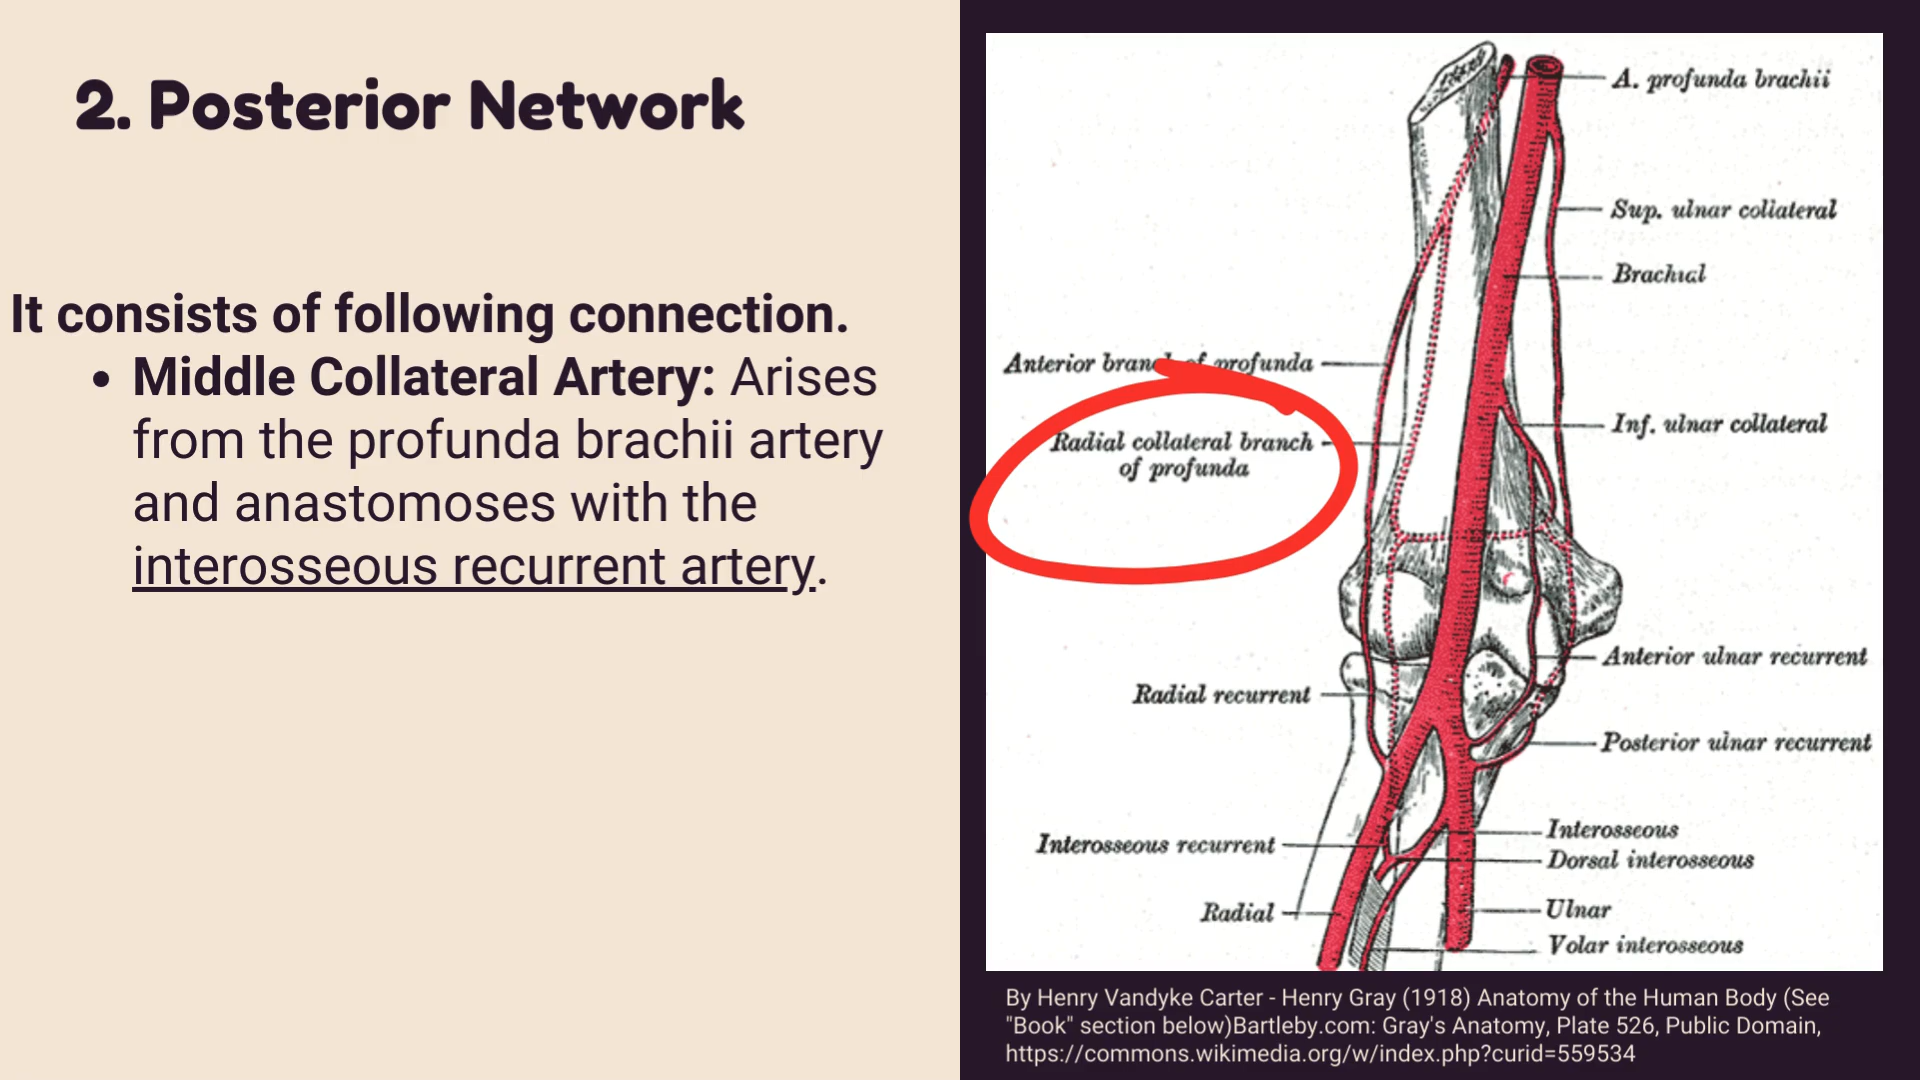 2. Posterior Network
It consists of following connection.
• Middle Collateral Artery: Arises
from the profunda brachii artery
and anastomoses with the
interosseous recurrent artery.
A. profunda brachii
Sup. ulnar collateral
Brachial
Anterior branch of profunda
Inf. ulnar collateral
Radial collateral branch
of profunda
Anterior ulnar recurrent
Radial recurrent
Posterior ulnar recurrent
Interosseous
Interosseous recurrent
Dorsal interosseous
Radial
Ulnar
Volar interosseous
By Henry Vandyke Carter - Henry Gray (1918) Anatomy of the Human Body (See
"Book" section below)Bartleby.com: Gray's Anatomy, Plate 526, Public Domain,
https://commons.wikimedia.org/w/index.php?curid=559534